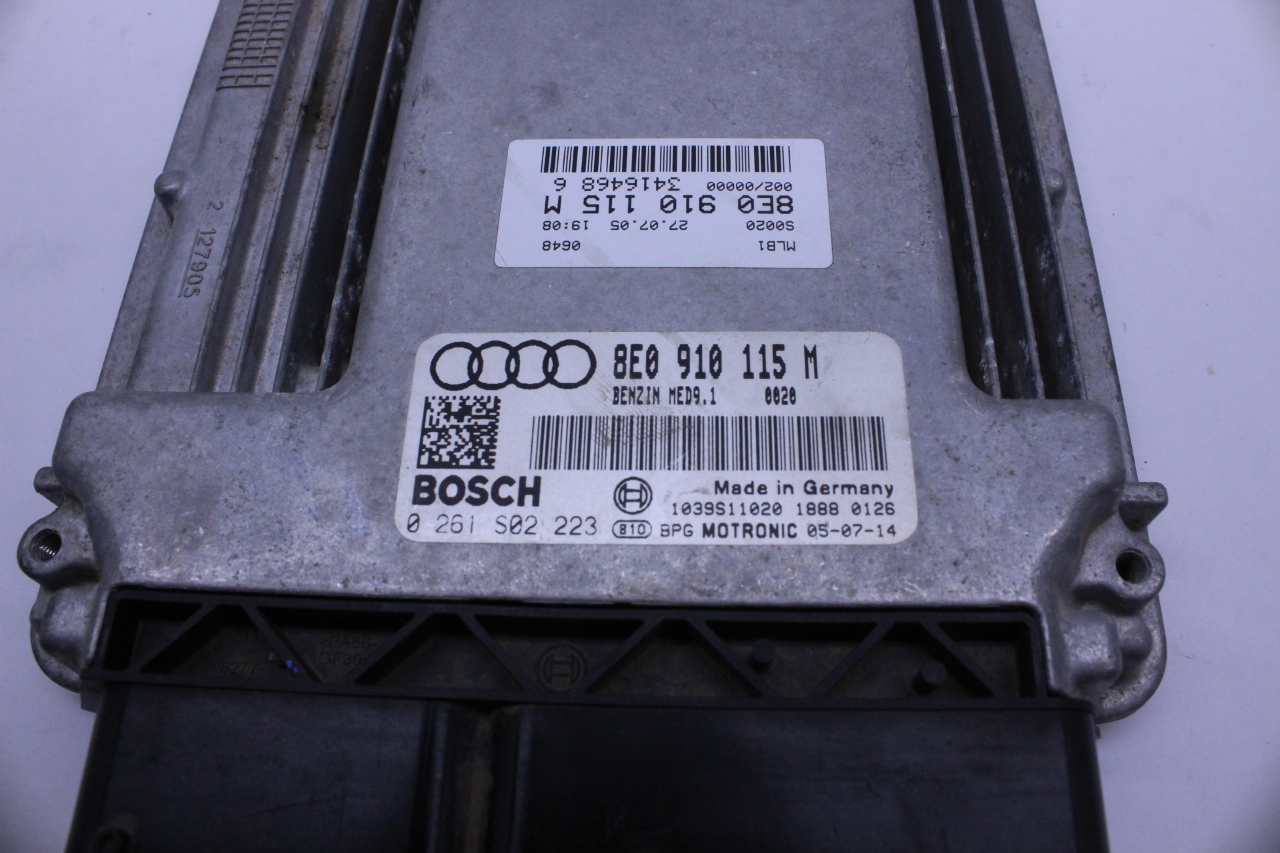 3416468 6
002/00000
8E0 910 115 M
S0020 27.07.05 19:08
MLB1 0648
2 127905
8E0 910 115 M
BENZIN MED9.1 0020
BOSCH
Made in Germany
1039S11020 1888 0126
0 261 S02 223
810 BPG MOTRONIC 05-07-14
GF30